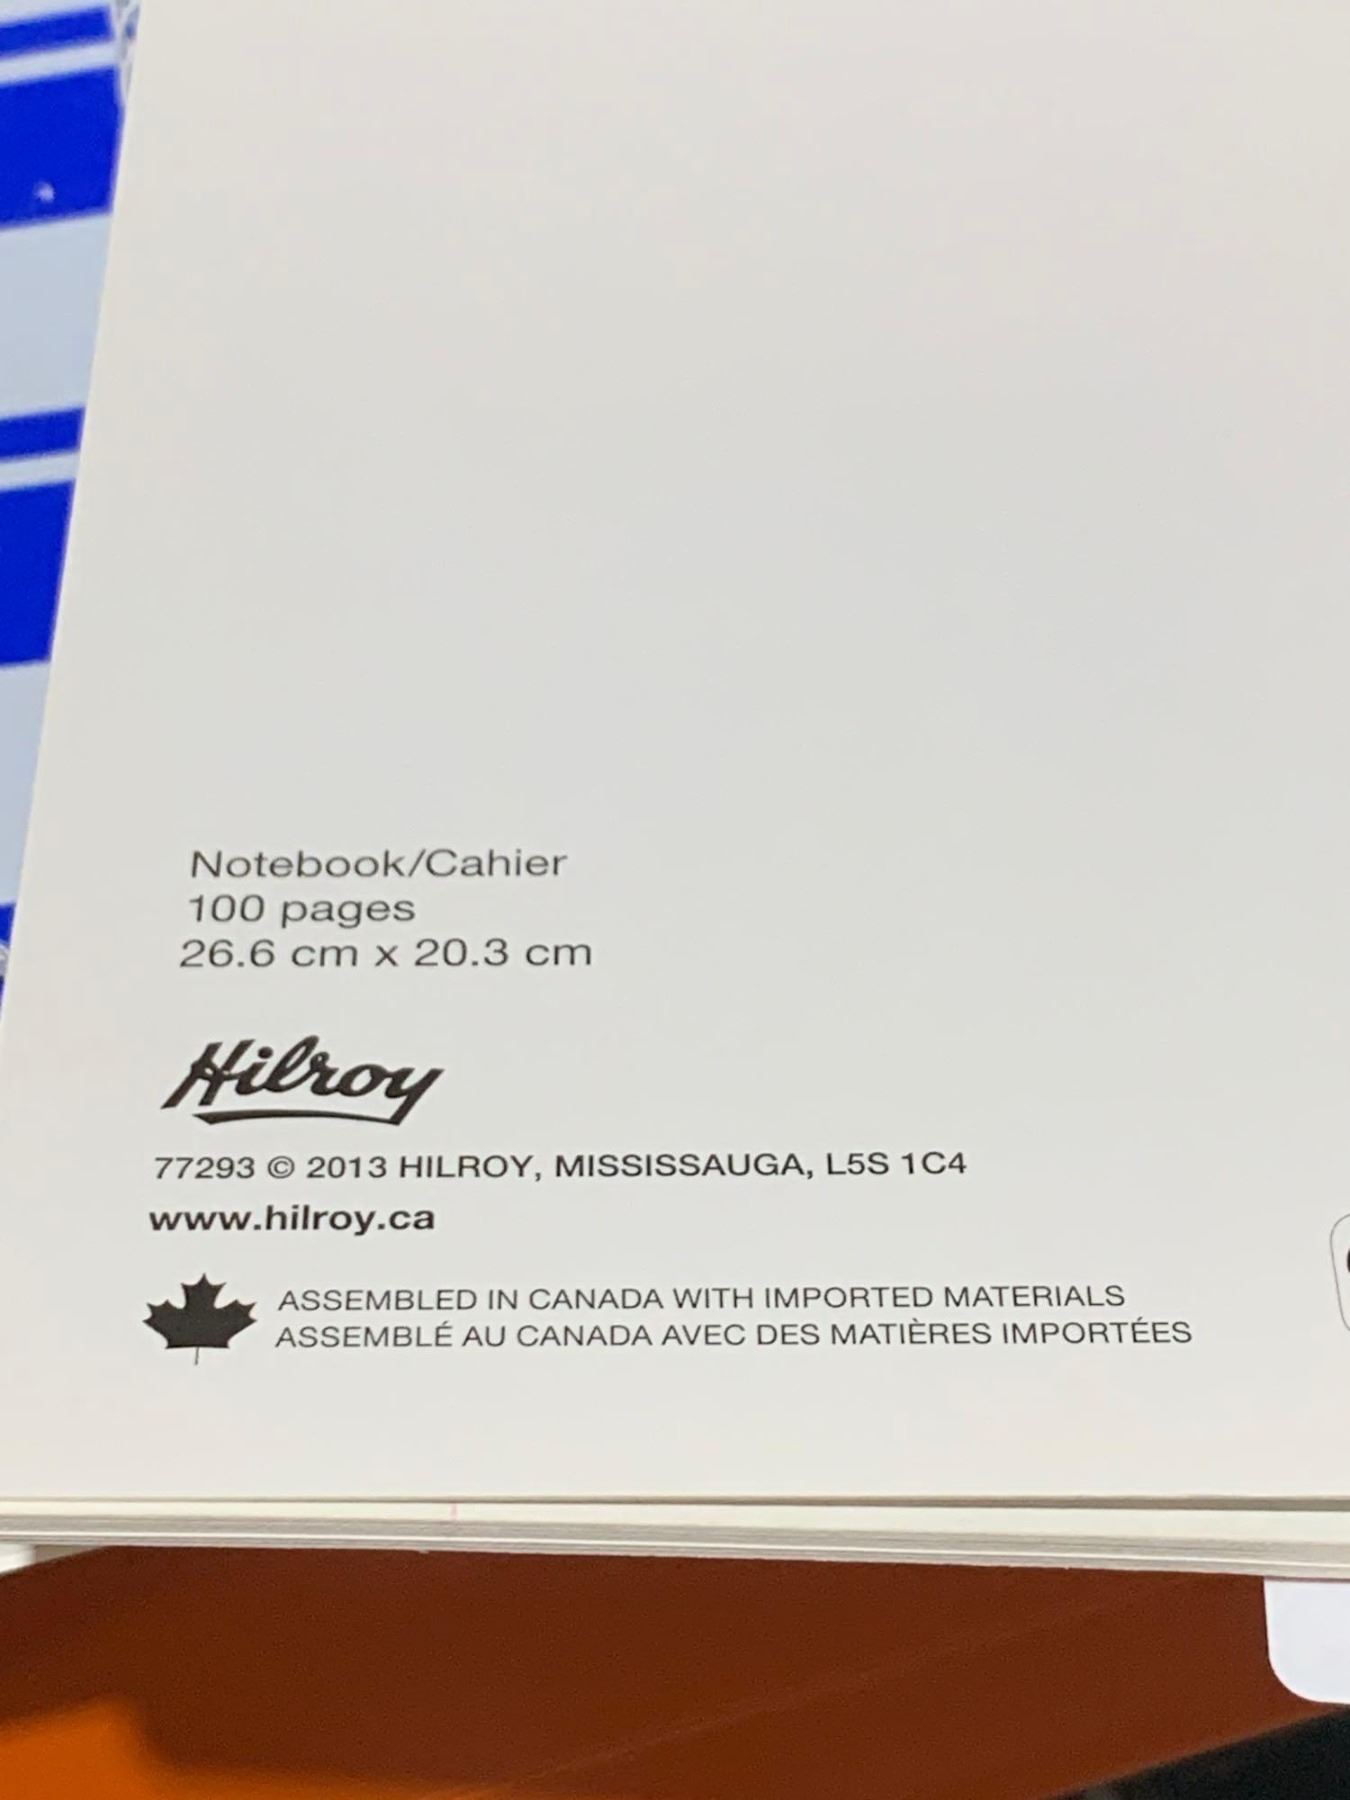 Notebook/Cahier
100 pages
26.6 cm x 20.3 cm
Hilroy
77293 © 2013 HILROY, MISSISSAUGA, L5S 1C4
www.hilroy.ca
ASSEMBLED IN CANADA WITH IMPORTED MATERIALS
ASSEMBLÉ AU CANADA AVEC DES MATIÈRES IMPORTÉES